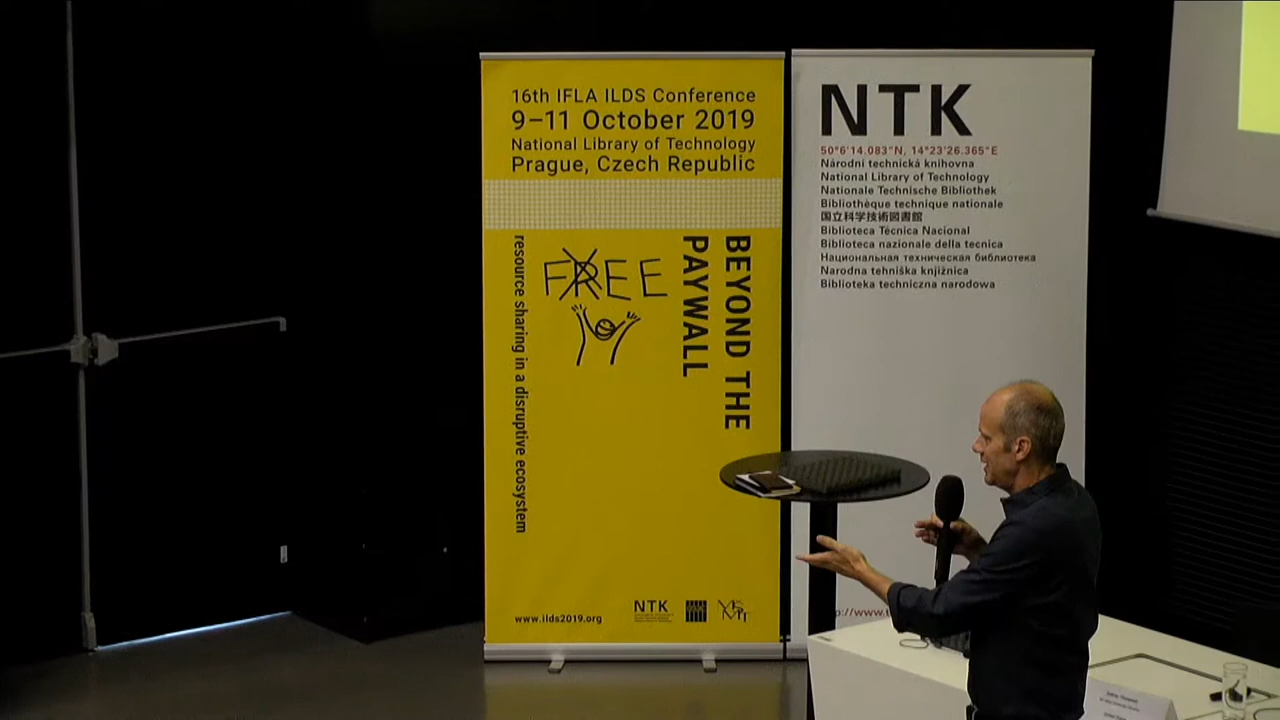 16th IFLA ILDS Conference
9–11 October 2019
National Library of Technology
Prague, Czech Republic
BEYOND THE
PAYWALL
FREE
resource sharing in a disruptive ecosystem
www.ilds2019.org
NTK
NTK
50°6'14.083"N, 14°23'26.365"E
Národní technická knihovna
National Library of Technology
Nationale Technische Bibliothek
Bibliothèque technique nationale
国立科学技術図書館
Biblioteca Técnica Nacional
Biblioteca nazionale della tecnica
Национальная техническая библиотека
Narodna tehniška knjižnica
Biblioteka techniczna narodowa